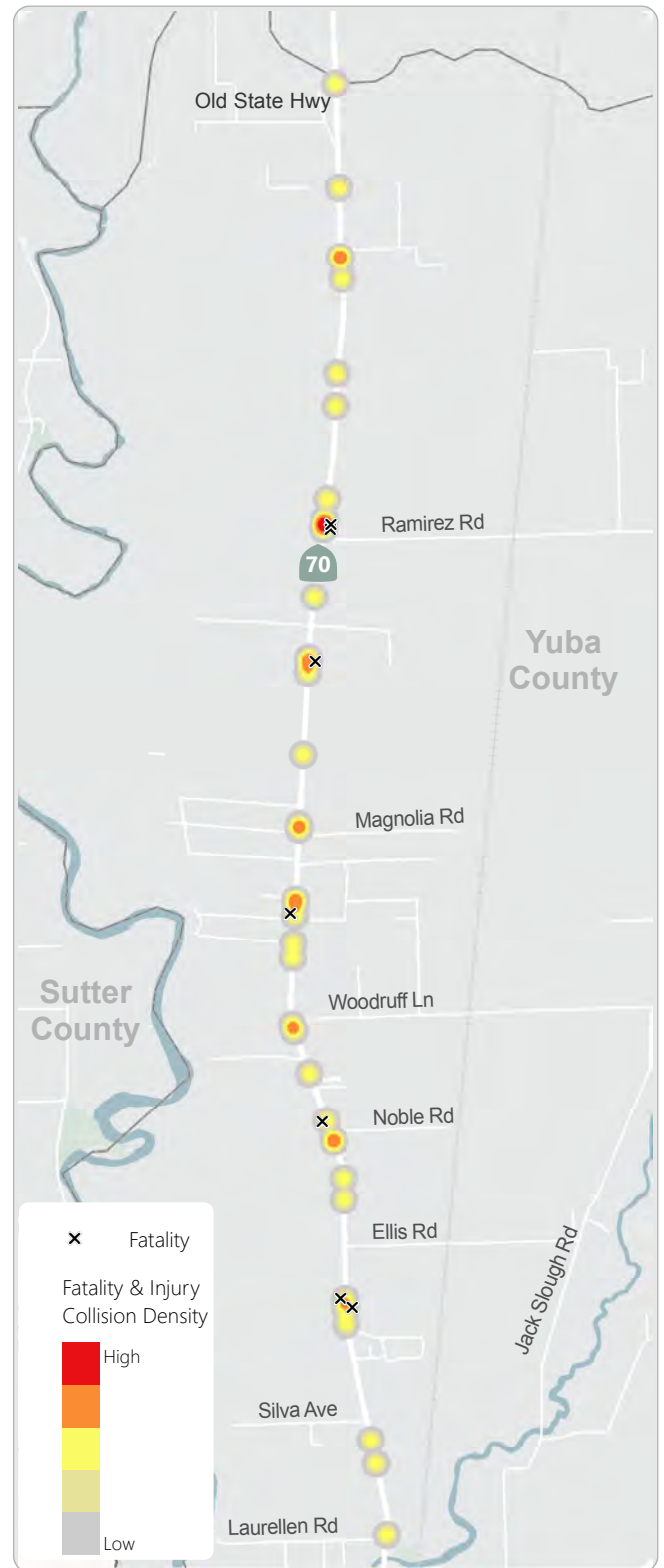 Old State Hwy
Ramirez Rd
70
Yuba
County
Magnolia Rd
Woodruff Ln
Sutter
County
Noble Rd
Ellis Rd
Jack Slough Rd
Silva Ave
Laurellen Rd
Fatality
Fatality & Injury
Collision Density
High
Low